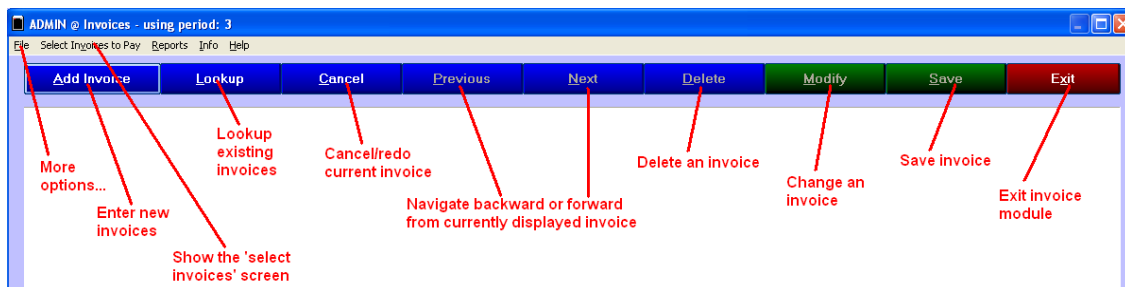 ADMIN @ Invoices - using period: 3
File Select Invoices to Pay Reports Info Help
Add Invoice Lookup Cancel Previous Next Delete Modify Save Exit
Lookup
existing
invoices
Cancel/redo
current invoice
Delete an invoice
Save invoice
More
options...
Change an
invoice
Exit invoice
module
Enter new
invoices
Navigate backward or forward
from currently displayed invoice
Show the 'select
invoices' screen